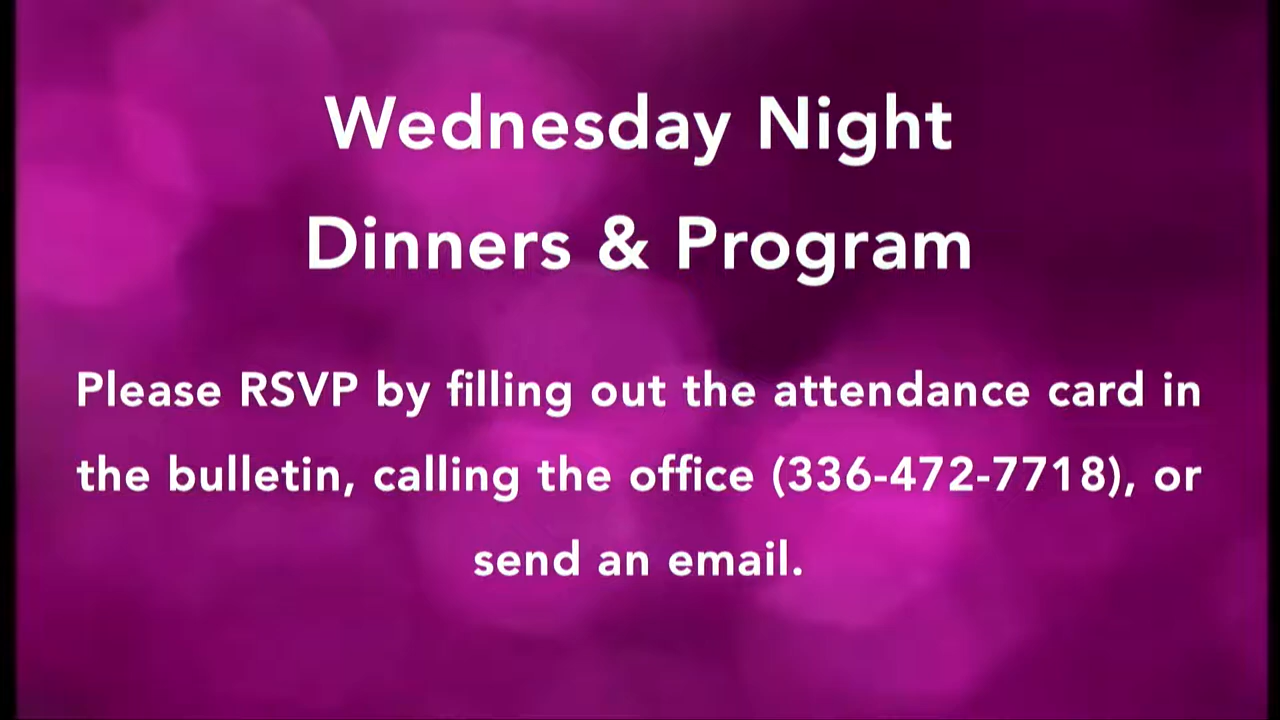 Wednesday Night
Dinners & Program
Please RSVP by filling out the attendance card in
the bulletin, calling the office (336-472-7718), or
send an email.